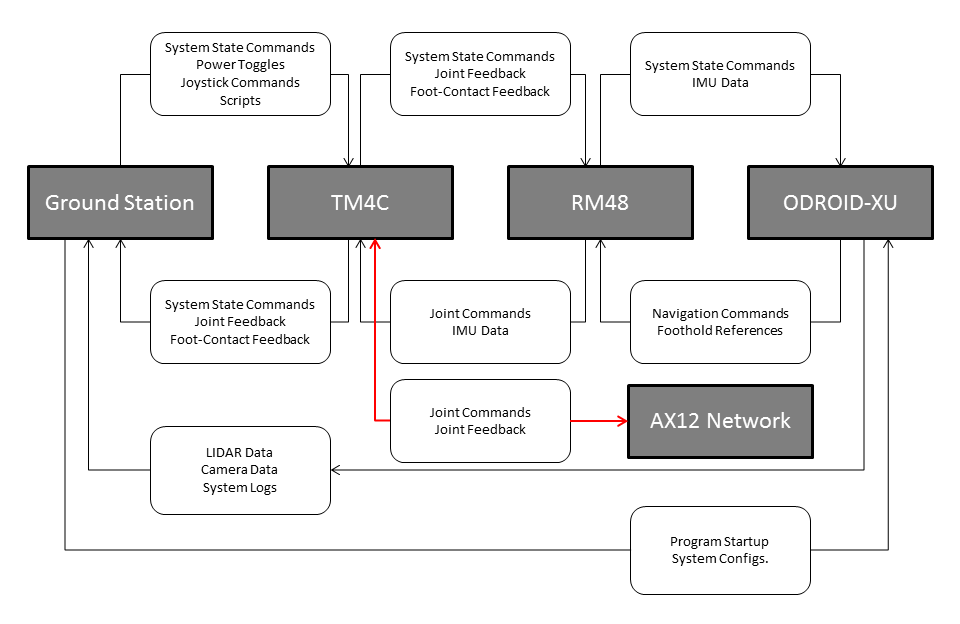 System State Commands
Power Toggles
Joystick Commands
Scripts
System State Commands
Joint Feedback
Foot-Contact Feedback
System State Commands
IMU Data
Ground Station
TM4C
RM48
ODROID-XU
System State Commands
Joint Feedback
Foot-Contact Feedback
Joint Commands
IMU Data
Navigation Commands
Foothold References
Joint Commands
Joint Feedback
AX12 Network
LIDAR Data
Camera Data
System Logs
Program Startup
System Configs.